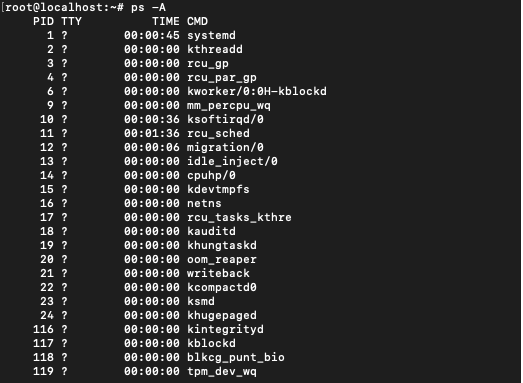 [root@localhost:~# ps -A
PID TTY TIME CMD
1 ? 00:00:45 systemd
2 ? 00:00:00 kthreadd
3 ? 00:00:00 rcu_gp
4 ? 00:00:00 rcu_par_gp
6 ? 00:00:00 kworker/0:0H-kblockd
9 ? 00:00:00 mm_percpu_wq
10 ? 00:00:36 ksoftirqd/0
11 ? 00:01:36 rcu_sched
12 ? 00:00:06 migration/0
13 ? 00:00:00 idle_inject/0
14 ? 00:00:00 cpuhp/0
15 ? 00:00:00 kdevtmpfs
16 ? 00:00:00 netns
17 ? 00:00:00 rcu_tasks_kthre
18 ? 00:00:00 kauditd
19 ? 00:00:00 khungtaskd
20 ? 00:00:00 oom_reaper
21 ? 00:00:00 writeback
22 ? 00:00:00 kcompactd0
23 ? 00:00:00 ksmd
24 ? 00:00:00 khugepaged
116 ? 00:00:00 kintegrityd
117 ? 00:00:00 kblockd
118 ? 00:00:00 blkcg_punt_bio
119 ? 00:00:00 tpm_dev_wq